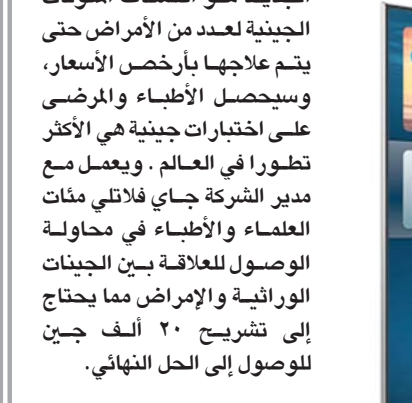 الجينية لعدد من الأمراض حتى
يتم علاجها بأرخص الأسعار،
وسيحصل الأطباء والمرضى
على اختبارات جينية هي الأكثر
تطورا في العالم . ويعمل مع
مدير الشركة جاي فلاتلي مئات
العلماء والأطباء في محاولة
الوصول للعلاقة بين الجينات
الوراثية والإمراض مما يحتاج
إلى تشريح ٢٠ ألف جين
للوصول إلى الحل النهائي.